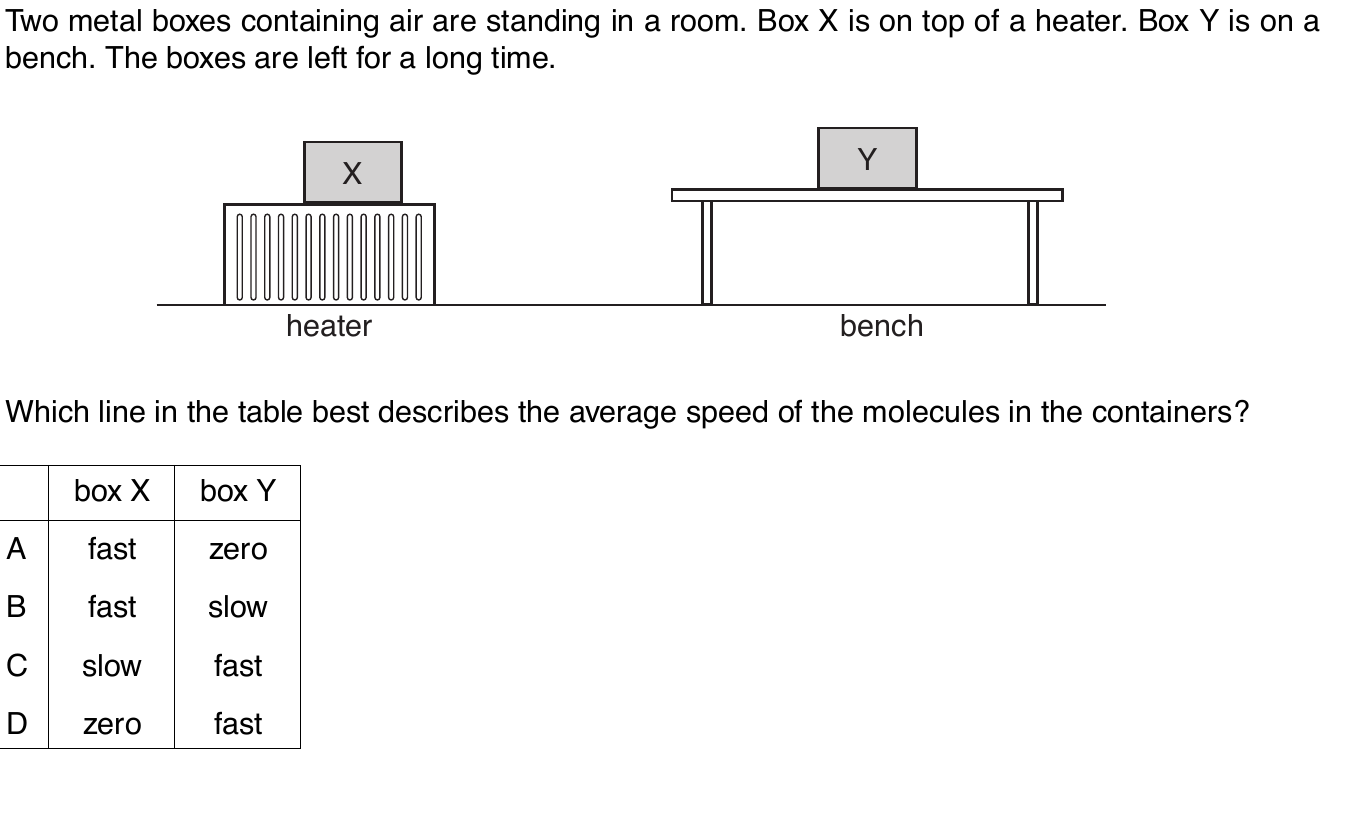 Two metal boxes containing air are standing in a room. Box X is on top of a heater. Box Y is on a
bench. The boxes are left for a long time.
X
Y
heater
bench
Which line in the table best describes the average speed of the molecules in the containers?
box X box Y
A fast zero
B fast slow
C slow fast
D zero fast